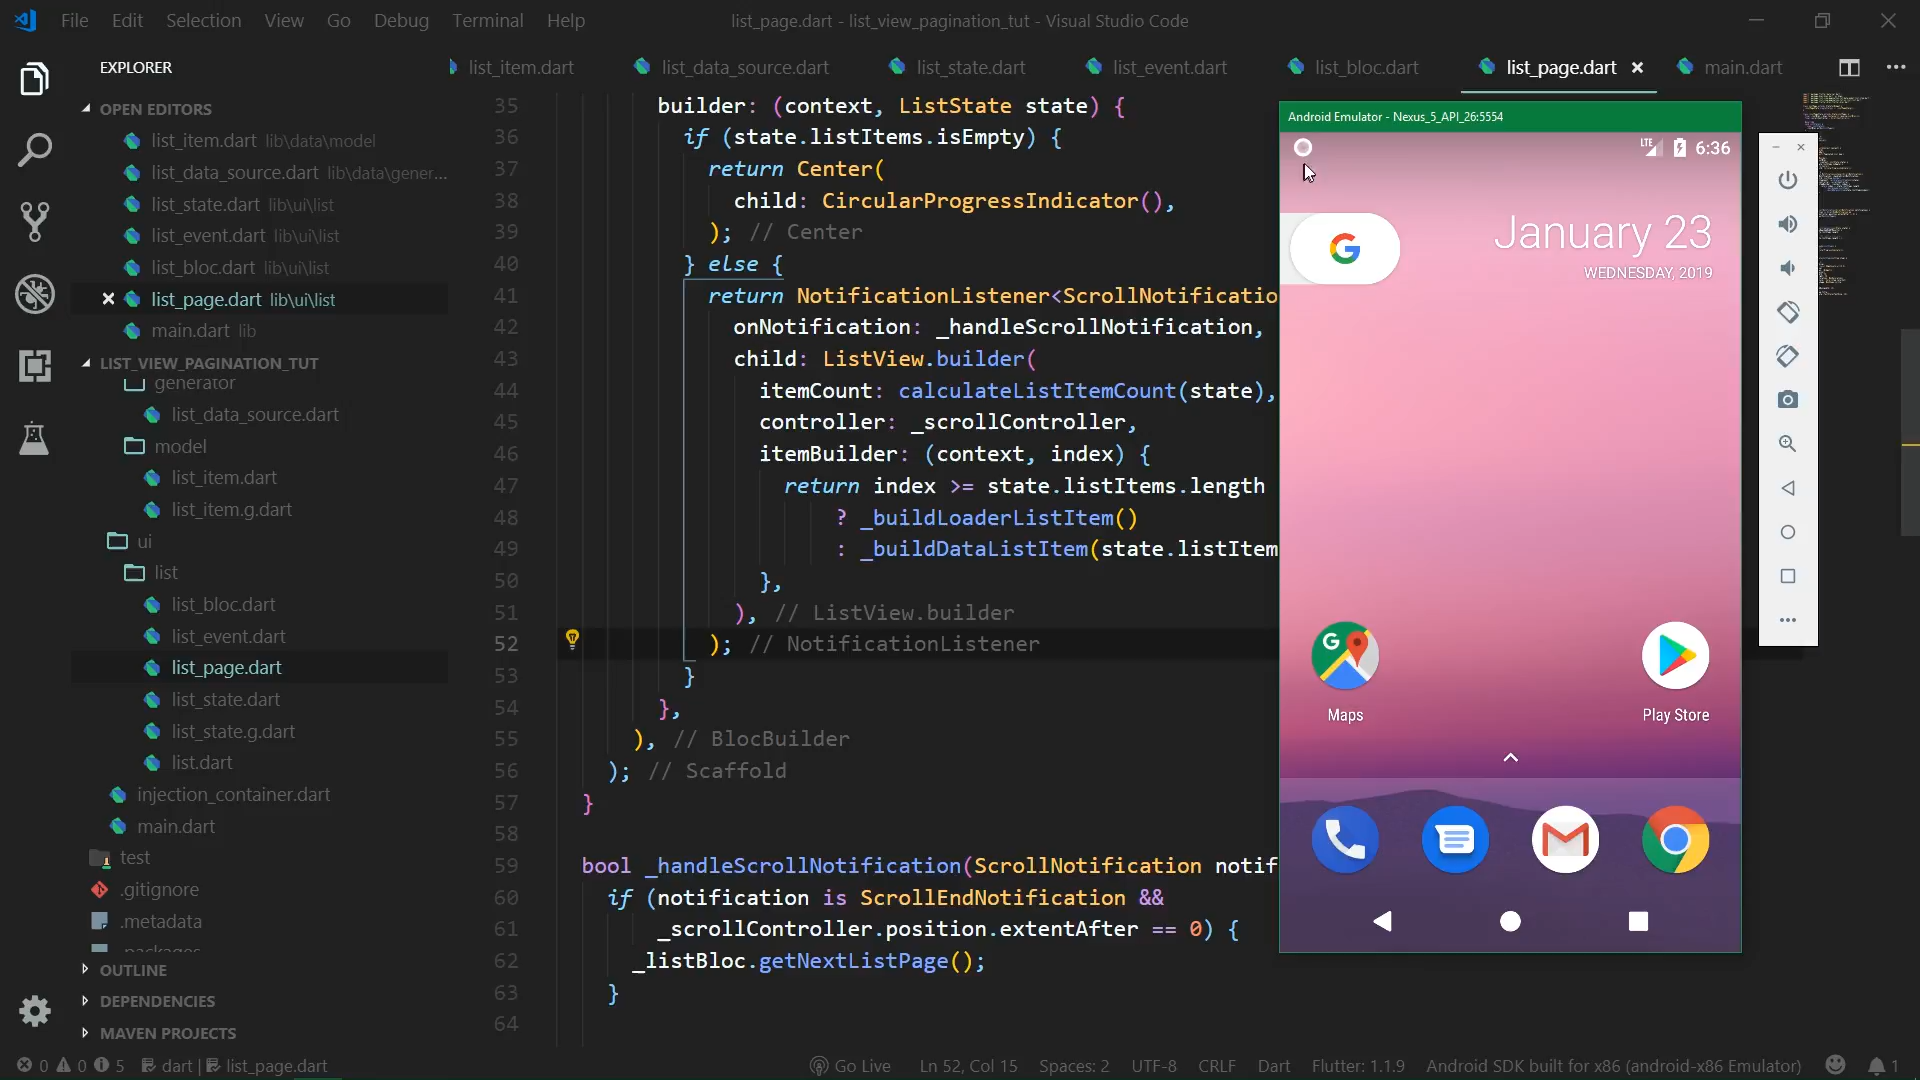 File Edit Selection View Go Debug Terminal Help
list_page.dart - list_view_pagination_tut - Visual Studio Code
EXPLORER
OPEN EDITORS
list_item.dart lib\data\model
list_data_source.dart lib\data\gener...
list_state.dart lib\ui\list
list_event.dart lib\ui\list
list_bloc.dart lib\ui\list
list_page.dart lib\ui\list
main.dart lib
LIST_VIEW_PAGINATION_TUT
generator
list_data_source.dart
model
list_item.dart
list_item.g.dart
ui
list
list_bloc.dart
list_event.dart
list_page.dart
list_state.dart
list_state.g.dart
list.dart
injection_container.dart
main.dart
test
.gitignore
.metadata
.packages
OUTLINE
DEPENDENCIES
MAVEN PROJECTS
list_item.dart list_data_source.dart list_state.dart list_event.dart list_bloc.dart list_page.dart main.dart
35 builder: (context, ListState state) {
36 if (state.listItems.isEmpty) {
37 return Center(
38 child: CircularProgressIndicator(),
39 ); // Center
40 } else {
41 return NotificationListener<ScrollNotificatio
42 onNotification: _handleScrollNotification,
43 child: ListView.builder(
44 itemCount: calculateListItemCount(state),
45 controller: _scrollController,
46 itemBuilder: (context, index) {
47 return index >= state.listItems.length
48 ? _buildLoaderListItem()
49 : _buildDataListItem(state.listItem
50 },
51 ), // ListView.builder
52 ); // NotificationListener
53 }
54 },
55 ), // BlocBuilder
56 ); // Scaffold
57 }
58
59 bool _handleScrollNotification(ScrollNotification notif
60 if (notification is ScrollEndNotification &&
61 _scrollController.position.extentAfter == 0) {
62 _listBloc.getNextListPage();
63 }
64
Android Emulator - Nexus_5_API_26:5554
LTE 6:36
G
January 23
WEDNESDAY, 2019
G
Maps
Play Store
0 0 5 dart | list_page.dart
Go Live Ln 52, Col 15 Spaces: 2 UTF-8 CRLF Dart Flutter: 1.1.9 Android SDK built for x86 (android-x86 Emulator) 1